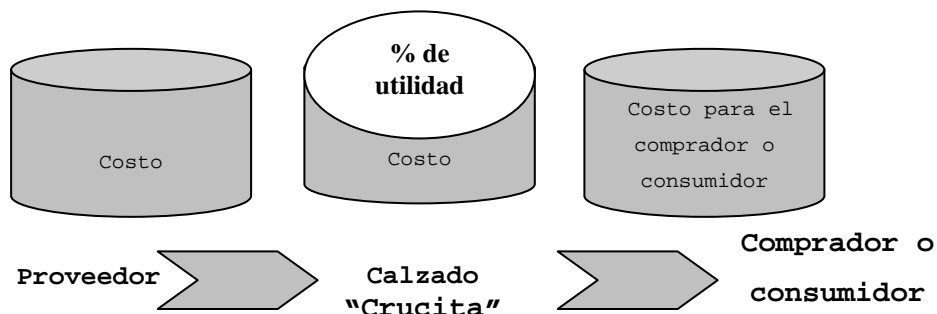 Costo
% de
utilidad
Costo
Costo para el
comprador o
consumidor
Proveedor
Calzado
“Crucita”
Comprador o
consumidor